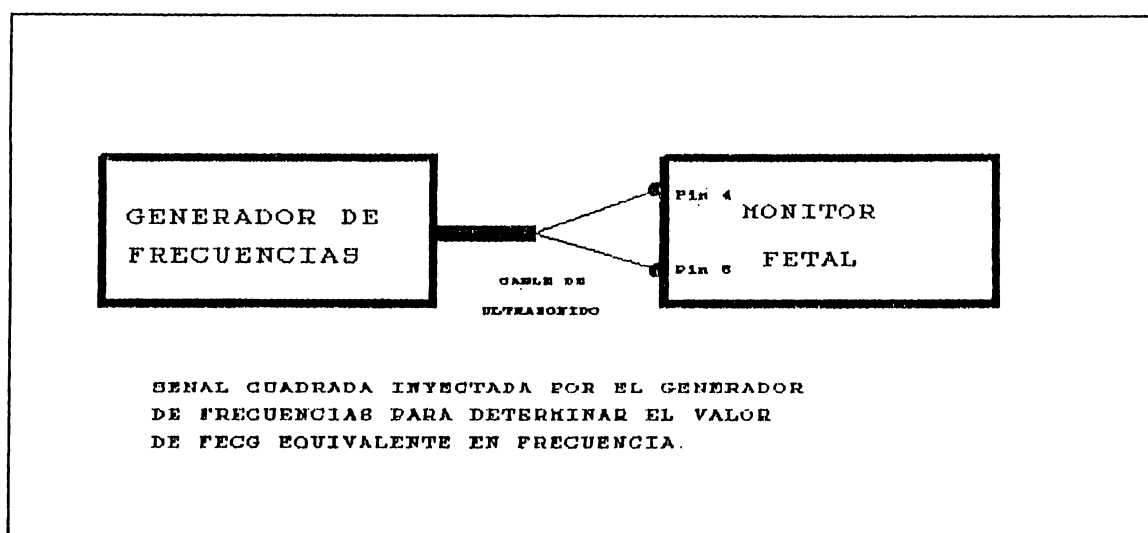 GENERADOR DE
FRECUENCIAS
CABLE DE
ULTRASONIDO
Pin 4
Pin 6
MONITOR
FETAL
SENAL CUADRADA INYECTADA POR EL GENERADOR
DE FRECUENCIAS PARA DETERMINAR EL VALOR
DE FECG EQUIVALENTE EN FRECUENCIA.